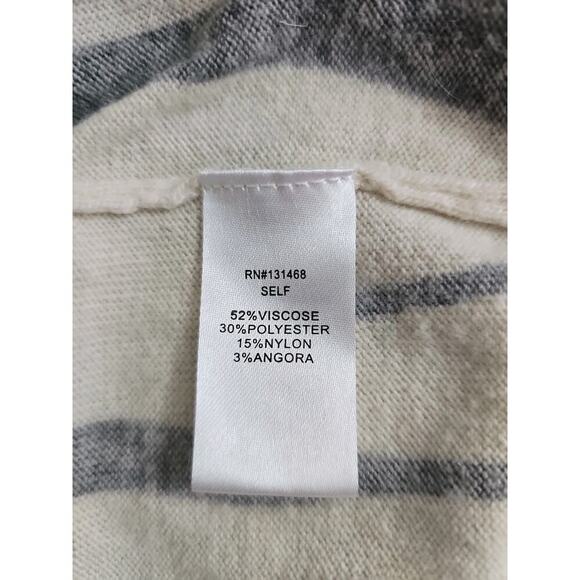 RN#131468
SELF
52%VISCOSE
30%POLYESTER
15%NYLON
3%ANGORA